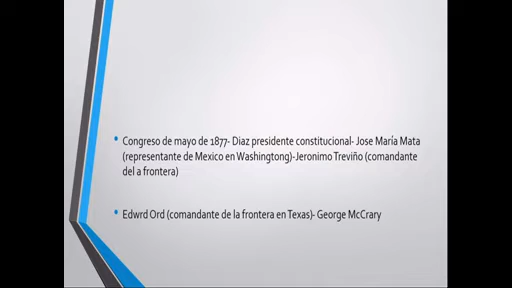 Congreso de mayo de 1877- Diaz presidente constitucional- Jose María Mata
(representante de Mexico en Washingtong)-Jeronimo Treviño (comandante
del a frontera)
Edwrd Ord (comandante de la frontera en Texas)- George McCrary